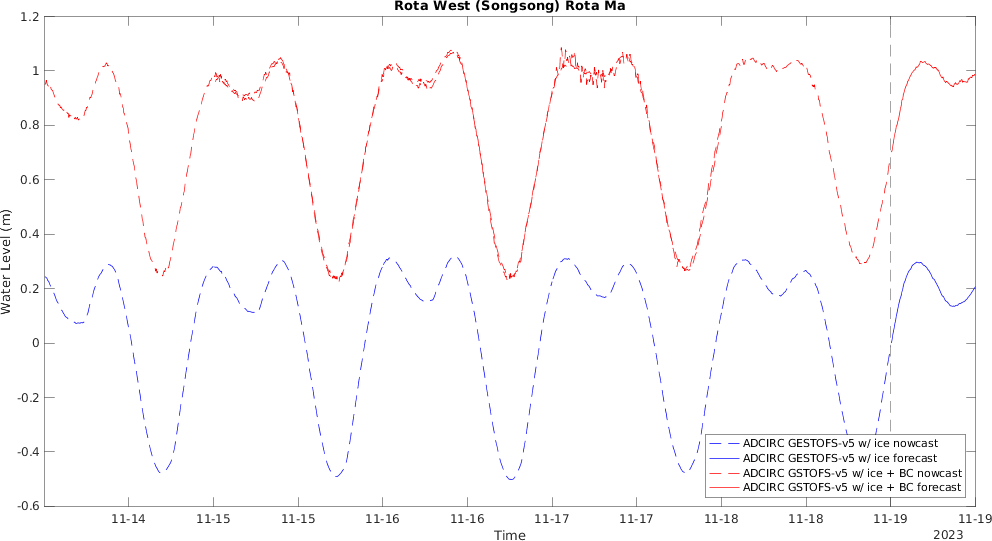 Rota West (Songsong) Rota Ma
1.2
1
0.8
0.6
0.4
0.2
0
-0.2
-0.4
-0.6
Water Level (m)
ADCIRC GESTOFS-v5 w/ ice nowcast
ADCIRC GESTOFS-v5 w/ ice forecast
ADCIRC GSTOFS-v5 w/ ice + BC nowcast
ADCIRC GSTOFS-v5 w/ ice + BC forecast
11-14 11-15 11-15 11-16 11-16 11-17 11-17 11-18 11-18 11-19 11-19
Time
2023